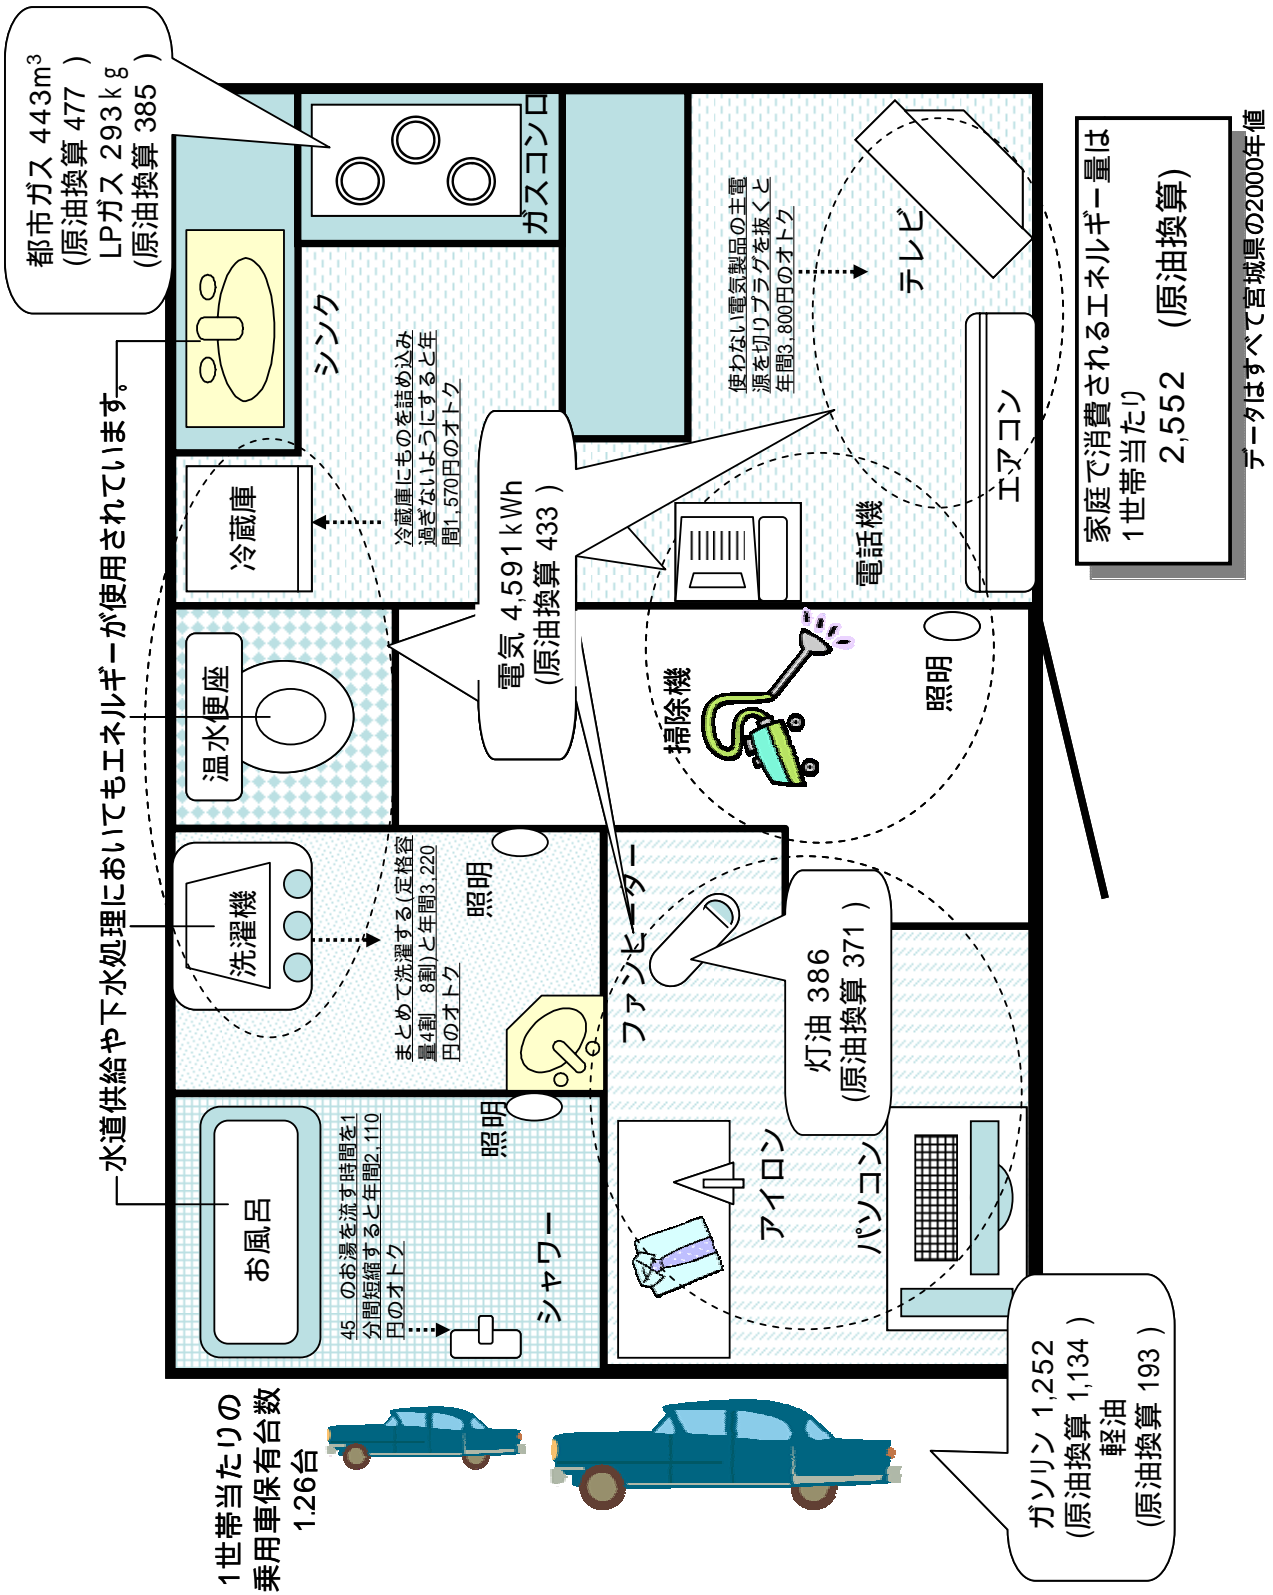 1世帯当たりの
乗用車保有台数
1.26台
水道供給や下水処理においてもエネルギーが使用されています。
都市ガス 443m³
(原油換算 477 )
LPガス 293kg
(原油換算 385 )
お風呂
洗濯機
温水便座
冷蔵庫
シンク
ガスコンロ
45 のお湯を流す時間を1
分間短縮すると年間2,110
円のオトク
まとめて洗濯する(定格容
量4割 8割)と年間3,220
円のオトク
冷蔵庫にものを詰め込み
過ぎないようにすると年
間1,570円のオトク
シャワー
照明
照明
電気 4,591kWh
(原油換算 433 )
ファンヒーター
掃除機
電話機
使わない電気製品の主電
源を切りプラグを抜くと
年間3,800円のオトク
テレビ
アイロン
パソコン
灯油 386
(原油換算 371 )
照明
エアコン
ガソリン 1,252
(原油換算 1,134 )
軽油
(原油換算 193 )
家庭で消費されるエネルギー量は
1世帯当たり
2,552 (原油換算)
データはすべて宮城県の2000年値